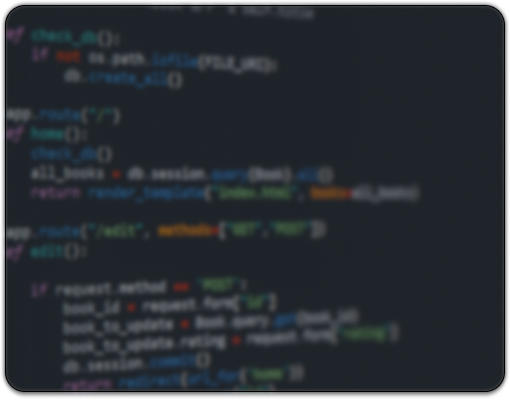 ef check_db():
if not os.path.isfile(FILE_URI):
db.create_all()
app.route("/")
ef home():
check_db()
all_books = db.session.query(Book).all()
return render_template("index.html", books=all_books)
app.route("/edit", methods=["GET","POST"])
ef edit():
if request.method == "POST":
book_id = request.form["id"]
book_to_update = Book.query.get(book_id)
book_to_update.rating = request.form["rating"]
db.session.commit()
return redirect(url_for("home"))